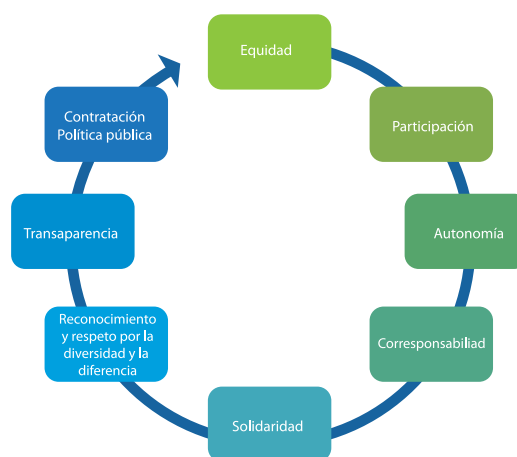 Equidad
Participación
Autonomía
Corresponsabiliad
Solidaridad
Reconocimiento
y respeto por la
diversidad y la
diferencia
Transaparencia
Contratación
Política pública